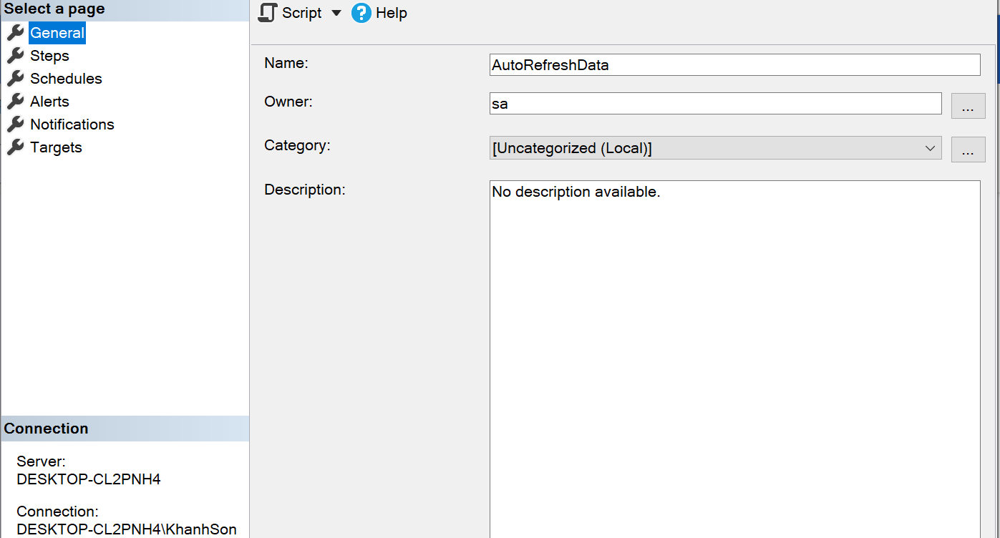 Select a page
General
Steps
Schedules
Alerts
Notifications
Targets
Script
Help
Name:
AutoRefreshData
Owner:
sa
...
Category:
[Uncategorized (Local)]
...
Description:
No description available.
Connection
Server:
DESKTOP-CL2PNH4
Connection:
DESKTOP-CL2PNH4\KhanhSon